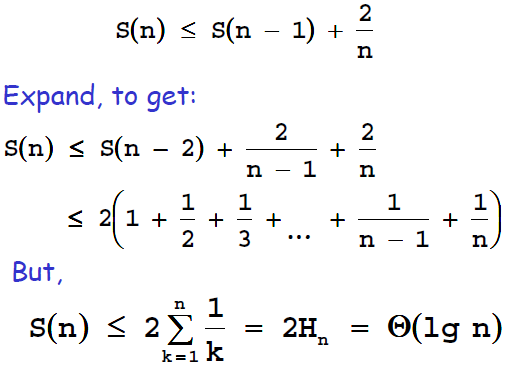 S(n) ≤ S(n − 1) + 2/n
Expand, to get:
S(n) ≤ S(n − 2) + 2/(n − 1) + 2/n
≤ 2(1 + 1/2 + 1/3 + ... + 1/(n − 1) + 1/n)
But,
S(n) ≤ 2 ∑_{k=1}^{n} 1/k = 2H_n = Θ(lg n)